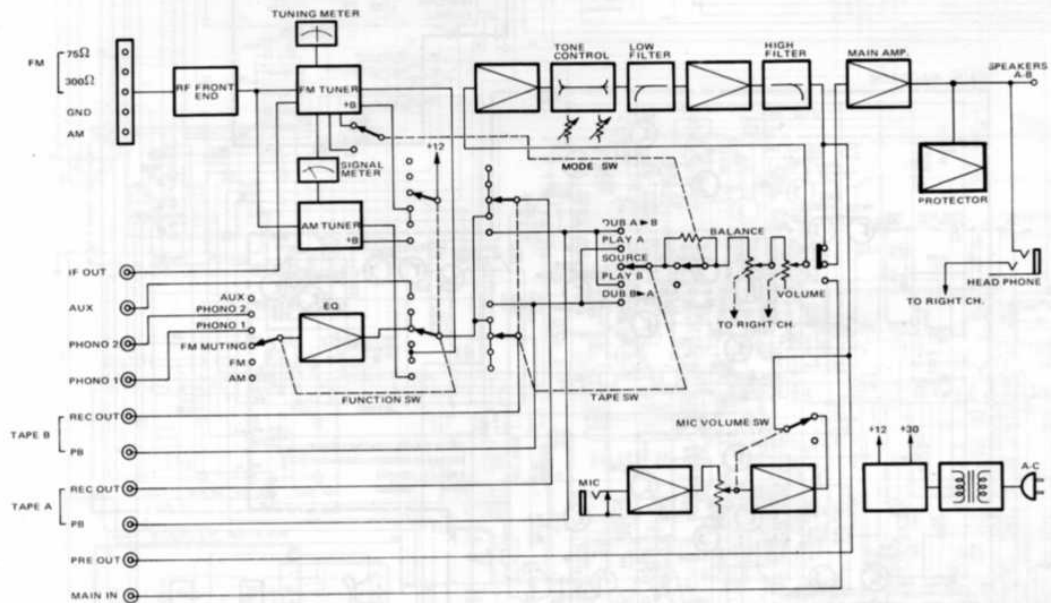 TUNING METER
FM
75Ω
300Ω
GND
AM
RF FRONT END
FM TUNER
+B
TONE CONTROL
LOW FILTER
HIGH FILTER
MAIN AMP.
SPEAKERS A-B
SIGNAL METER
+12
MODE SW
PROTECTOR
AM TUNER
+B
DUB A►B
PLAY A
SOURCE
PLAY B
DUB B►A
BALANCE
VOLUME
TO RIGHT CH.
HEAD PHONE
TO RIGHT CH.
IF OUT
AUX
PHONO 2
PHONO 1
AUX
PHONO 2
PHONO 1
FM MUTING
FM
AM
EQ
FUNCTION SW
TAPE SW
MIC VOLUME SW
TAPE B
REC OUT
PB
TAPE A
REC OUT
PB
MIC
+12
+30
A-C
PRE OUT
MAIN IN